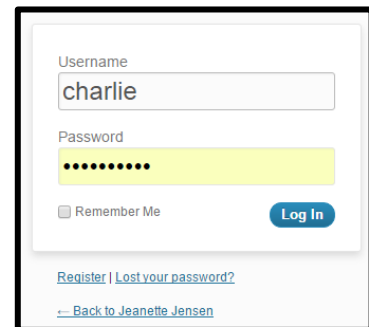 Username
charlie
Password
••••••••••
Remember Me
Log In
Register | Lost your password?
← Back to Jeanette Jensen